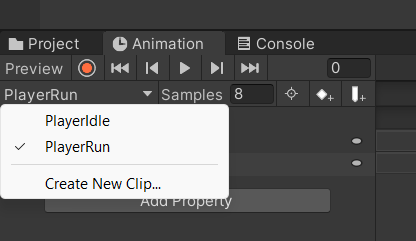 Project Animation Console
Preview 0
PlayerRun Samples 8
PlayerIdle
PlayerRun
Create New Clip...
Add Property